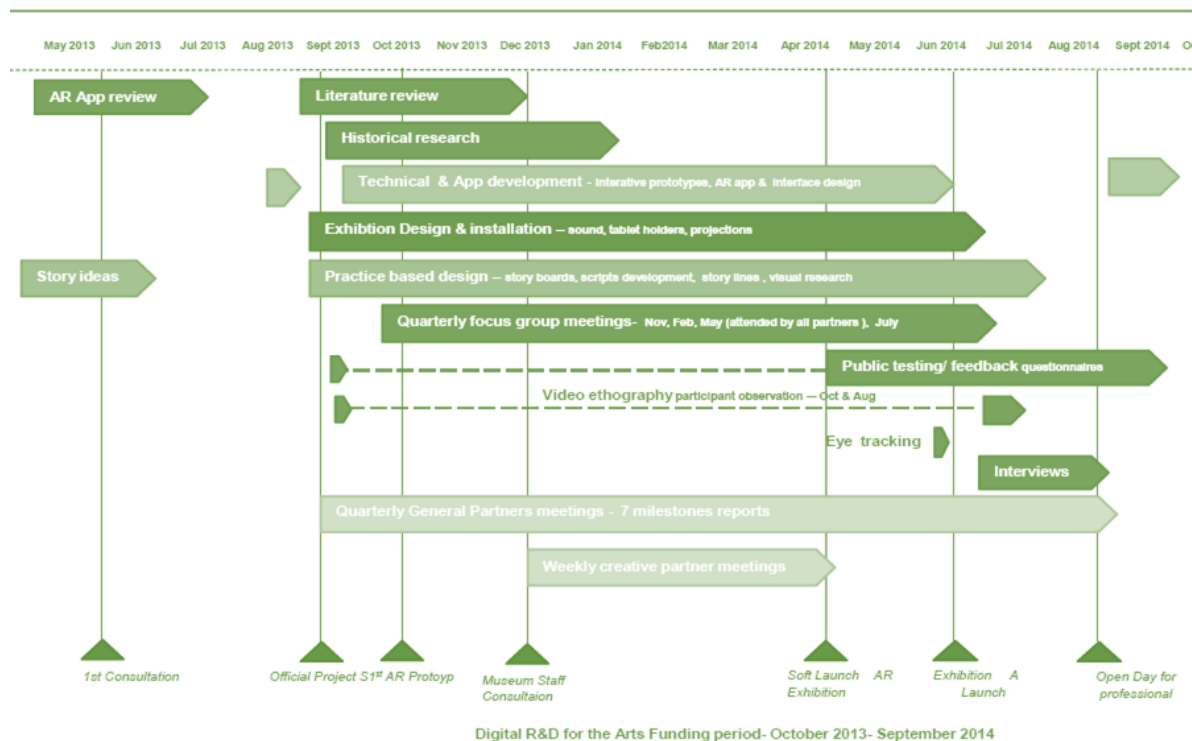 May 2013 Jun 2013 Jul 2013 Aug 2013 Sept 2013 Oct 2013 Nov 2013 Dec 2013 Jan 2014 Feb2014 Mar 2014 Apr 2014 May 2014 Jun 2014 Jul 2014 Aug 2014 Sept 2014
AR App review
Literature review
Historical research
Technical & App development - interative prototypes, AR app & interface design
Exhibtion Design & installation – sound, tablet holders, projections
Story ideas
Practice based design – story boards, scripts development, story lines , visual research
Quarterly focus group meetings- Nov, Feb, May (attended by all partners ), July
Public testing/ feedback questionnaires
Video ethography participant observation — Oct & Aug
Eye tracking
Interviews
Quarterly General Partners meetings - 7 milestones reports
Weekly creative partner meetings
1st Consultation
Official Project S
1st AR Protoyp
Museum Staff
Consultaion
Soft Launch AR
Exhibition
Exhibition A
Launch
Open Day for
professional
Digital R&D for the Arts Funding period- October 2013- September 2014